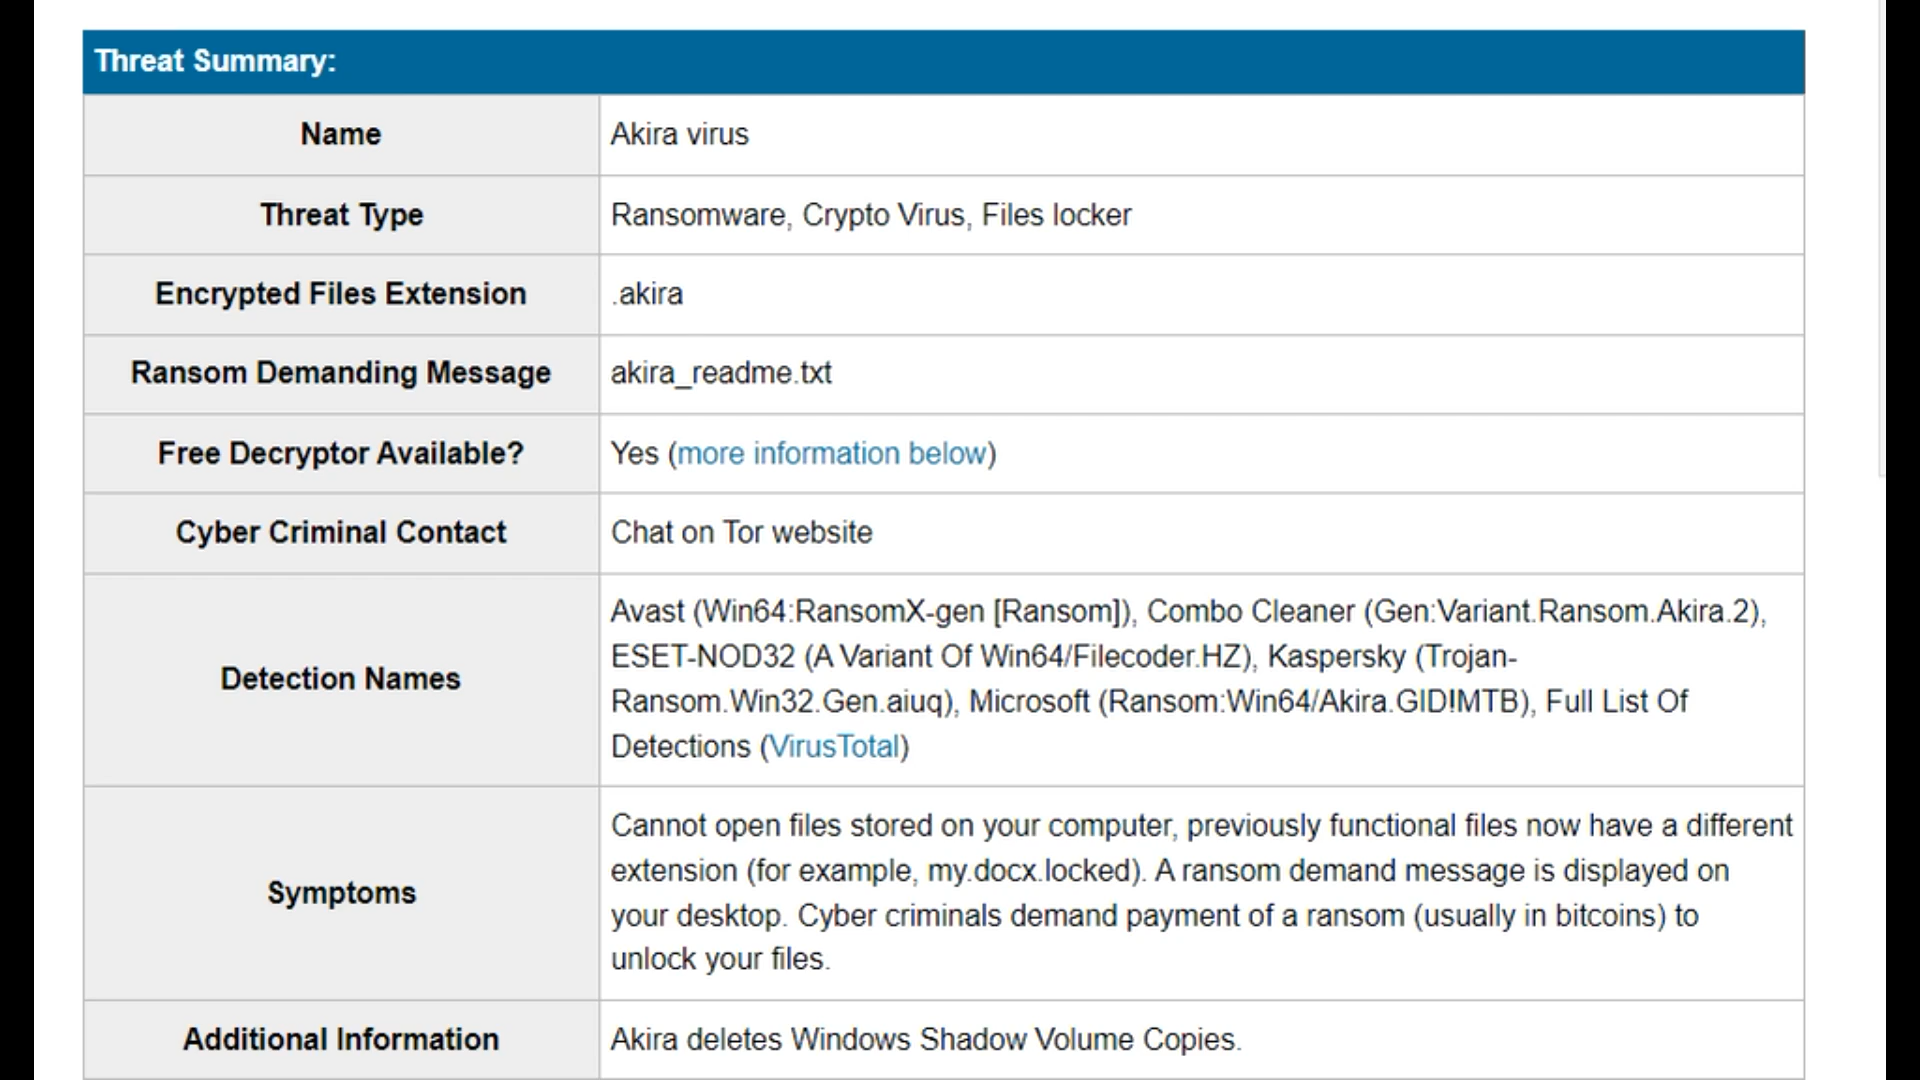 Threat Summary:
Name
Akira virus
Threat Type
Ransomware, Crypto Virus, Files locker
Encrypted Files Extension
.akira
Ransom Demanding Message
akira_readme.txt
Free Decryptor Available?
Yes (more information below)
Cyber Criminal Contact
Chat on Tor website
Detection Names
Avast (Win64:RansomX-gen [Ransom]), Combo Cleaner (Gen:Variant.Ransom.Akira.2),
ESET-NOD32 (A Variant Of Win64/Filecoder.HZ), Kaspersky (Trojan-
Ransom.Win32.Gen.aiuq), Microsoft (Ransom:Win64/Akira.GID!MTB), Full List Of
Detections (VirusTotal)
Symptoms
Cannot open files stored on your computer, previously functional files now have a different
extension (for example, my.docx.locked). A ransom demand message is displayed on
your desktop. Cyber criminals demand payment of a ransom (usually in bitcoins) to
unlock your files.
Additional Information
Akira deletes Windows Shadow Volume Copies.